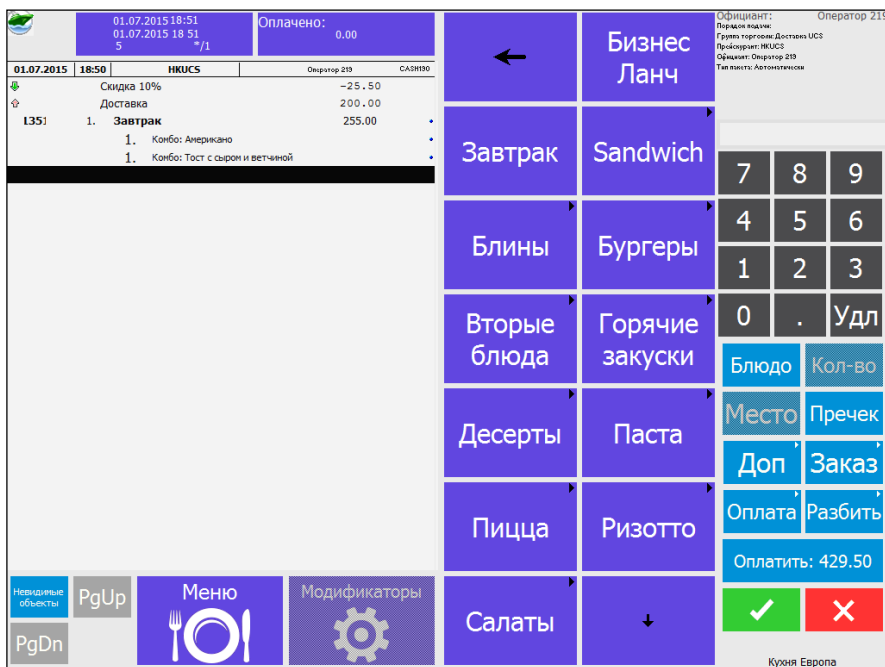 01.07.2015 18:51
01.07.2015 18 51
5 */1
Оплачено:
0.00
01.07.2015 18:50 HKUCS Оператор 219 CASH190
Скидка 10% -25.50
Доставка 200.00
1. Завтрак 255.00
1. Комбо: Американо
1. Комбо: Тост с сыром и ветчиной
Невидимые
объекты
PgUp
PgDn
Меню
Модификаторы
Бизнес
Ланч
Завтрак
Sandwich
Блины
Бургеры
Вторые
блюда
Горячие
закуски
Десерты
Паста
Пицца
Ризотто
Салаты
Официант: Оператор 219
Порядок подачи:
Группа торговли: Доставка UCS
Прейскурант: HKUCS
Официант: Оператор 219
Тип пакета: Автоматически
7 8 9
4 5 6
1 2 3
0 . Удл
Блюдо Кол-во
Место Пречек
Доп Заказ
Оплата Разбить
Оплатить: 429.50
Кухня Европа